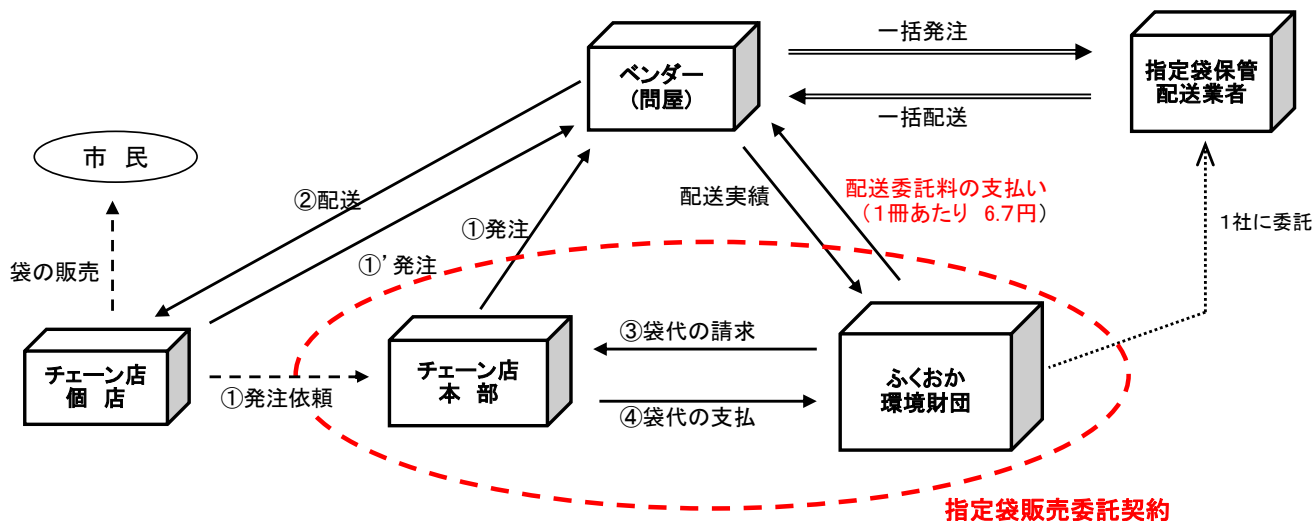 一括発注
ベンダー
(問屋)
指定袋保管
配送業者
一括配送
市 民
②配送
①発注
①’発注
配送実績
配送委託料の支払い
(1冊あたり 6.7円)
1社に委託
袋の販売
チェーン店
個 店
①発注依頼
チェーン店
本 部
③袋代の請求
④袋代の支払
ふくおか
環境財団
指定袋販売委託契約